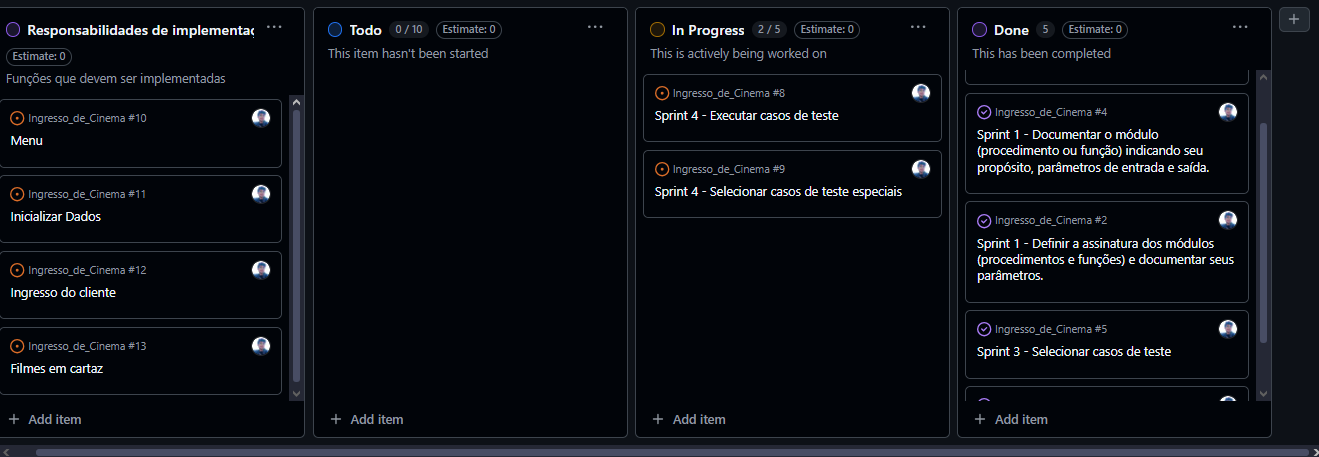 Responsabilidades de
Estimate: 0
Funções que devem ser implementadas
Ingresso_de_Cinema #10
Menu
Ingresso_de_Cinema #11
Inicializar Dados
Ingresso_de_Cinema #12
Ingresso do cliente
Ingresso_de_Cinema #13
Filmes em cartaz
+ Add item
Todo 0 / 10 Estimate: 0
This item hasn't been started
+ Add item
In Progress 2 / 5 Estimate: 0
This is actively being worked on
Ingresso_de_Cinema #8
Sprint 4 - Executar casos de teste
Ingresso_de_Cinema #9
Sprint 4 - Selecionar casos de teste especiais
+ Add item
Done 5 Estimate: 0
This has been completed
Ingresso_de_Cinema #4
Sprint 1 - Documentar o módulo
(procedimento ou função) indicando seu
propósito, parâmetros de entrada e saída.
Ingresso_de_Cinema #2
Sprint 1 - Definir a assinatura dos módulos
(procedimentos e funções) e documentar seus
parâmetros.
Ingresso_de_Cinema #5
Sprint 3 - Selecionar casos de teste
+ Add item